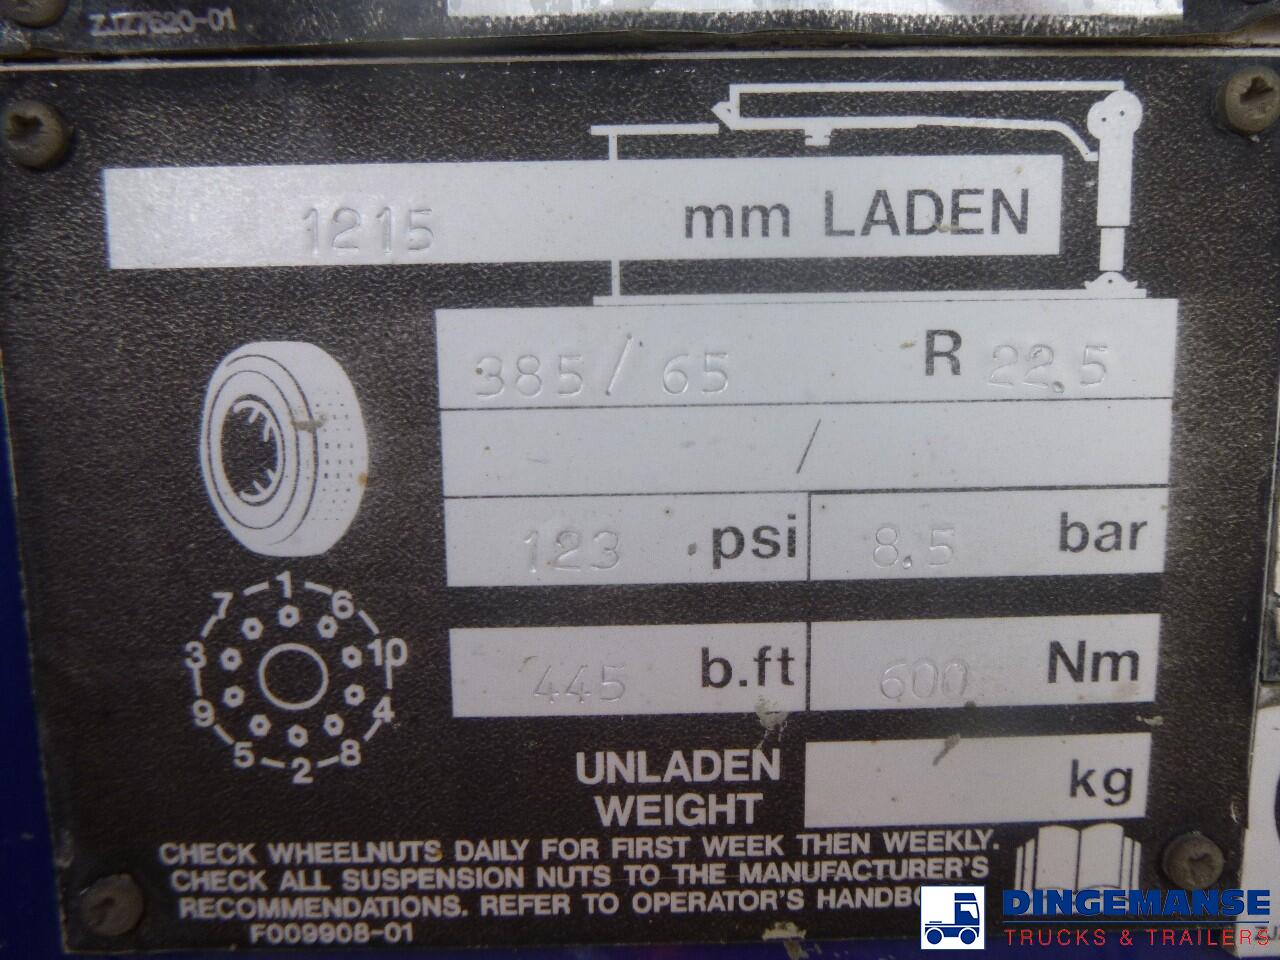 ZJZ7620-01
1215 mm LADEN
385/65 R 22.5
/
123 psi 8.5 bar
1
7 6
3 10
9 4
5 8
2
445 b.ft 600 Nm
UNLADEN
WEIGHT kg
CHECK WHEELNUTS DAILY FOR FIRST WEEK THEN WEEKLY.
CHECK ALL SUSPENSION NUTS TO THE MANUFACTURER'S
RECOMMENDATIONS. REFER TO OPERATOR'S
F009908-01
DINGEMANSE
TRUCKS & TRAILERS